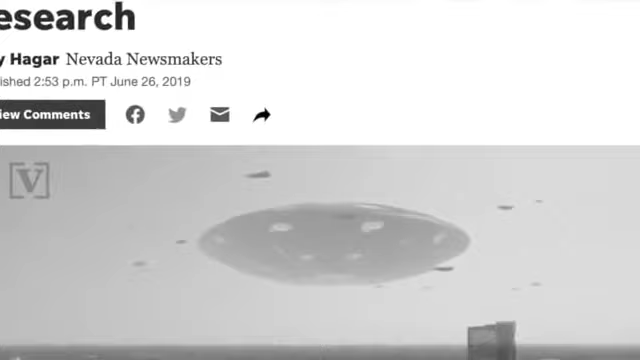 esearch
y Hagar Nevada Newsmakers
ished 2:53 p.m. PT June 26, 2019
iew Comments
V